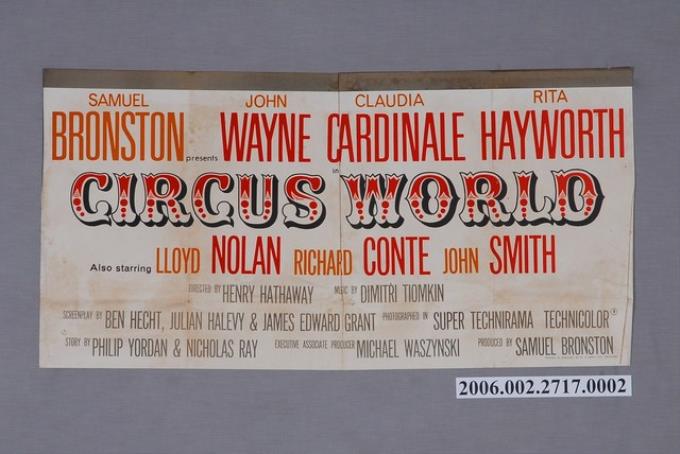 SAMUEL JOHN CLAUDIA RITA
BRONSTON presents WAYNE CARDINALE HAYWORTH
in
CIRCUS WORLD
Also starring LLOYD NOLAN RICHARD CONTE JOHN SMITH
DIRECTED BY HENRY HATHAWAY MUSIC BY DIMITRI TIOMKIN
SCREENPLAY BY BEN HECHT, JULIAN HALEVY & JAMES EDWARD GRANT PHOTOGRAPHED IN SUPER TECHNIRAMA TECHNICOLOR®
STORY BY PHILIP YORDAN & NICHOLAS RAY EXECUTIVE ASSOCIATE PRODUCER MICHAEL WASZYNSKI PRODUCED BY SAMUEL BRONSTON
2006.002.2717.0002